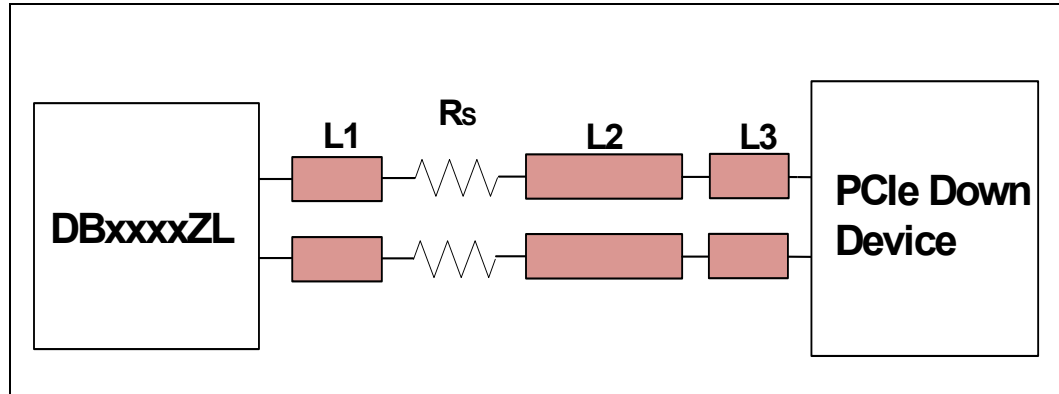 L1
Rs
L2
L3
DBxxxxZL
PCIe Down
Device